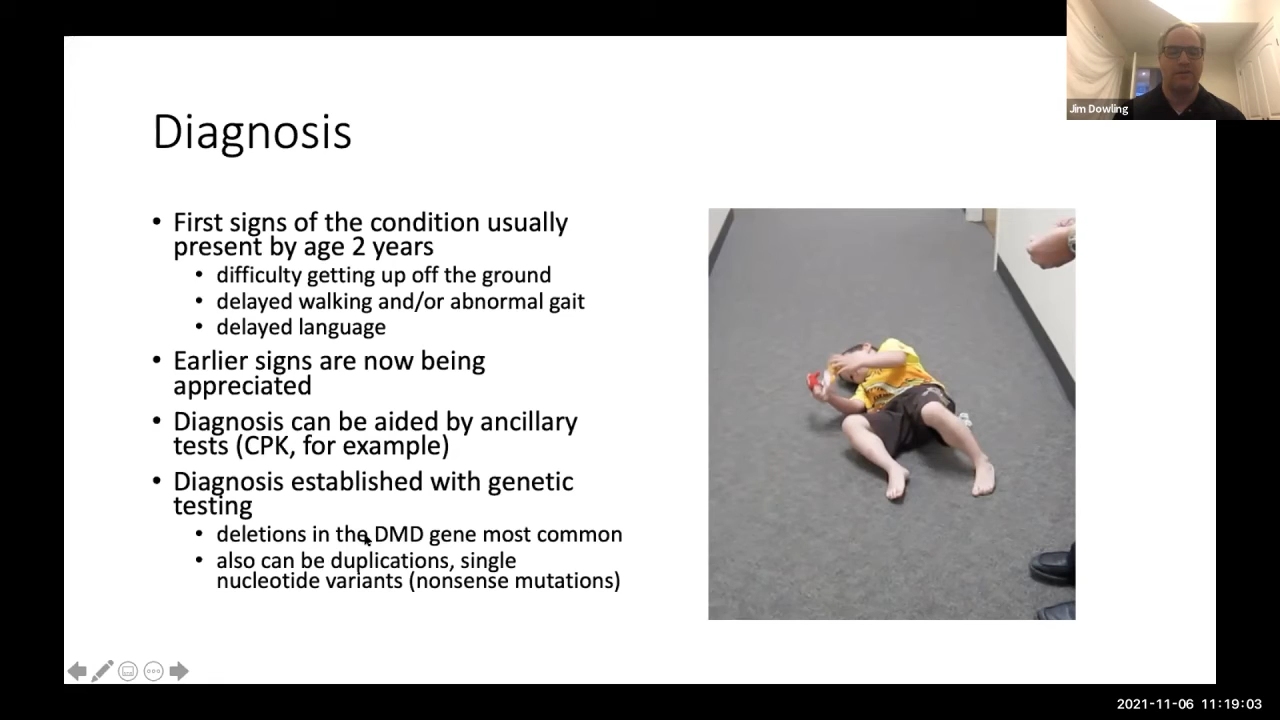 Jim Dowling
Diagnosis
• First signs of the condition usually
present by age 2 years
• difficulty getting up off the ground
• delayed walking and/or abnormal gait
• delayed language
• Earlier signs are now being
appreciated
• Diagnosis can be aided by ancillary
tests (CPK, for example)
• Diagnosis established with genetic
testing
• deletions in the DMD gene most common
• also can be duplications, single
nucleotide variants (nonsense mutations)
2021-11-06 11:19:03